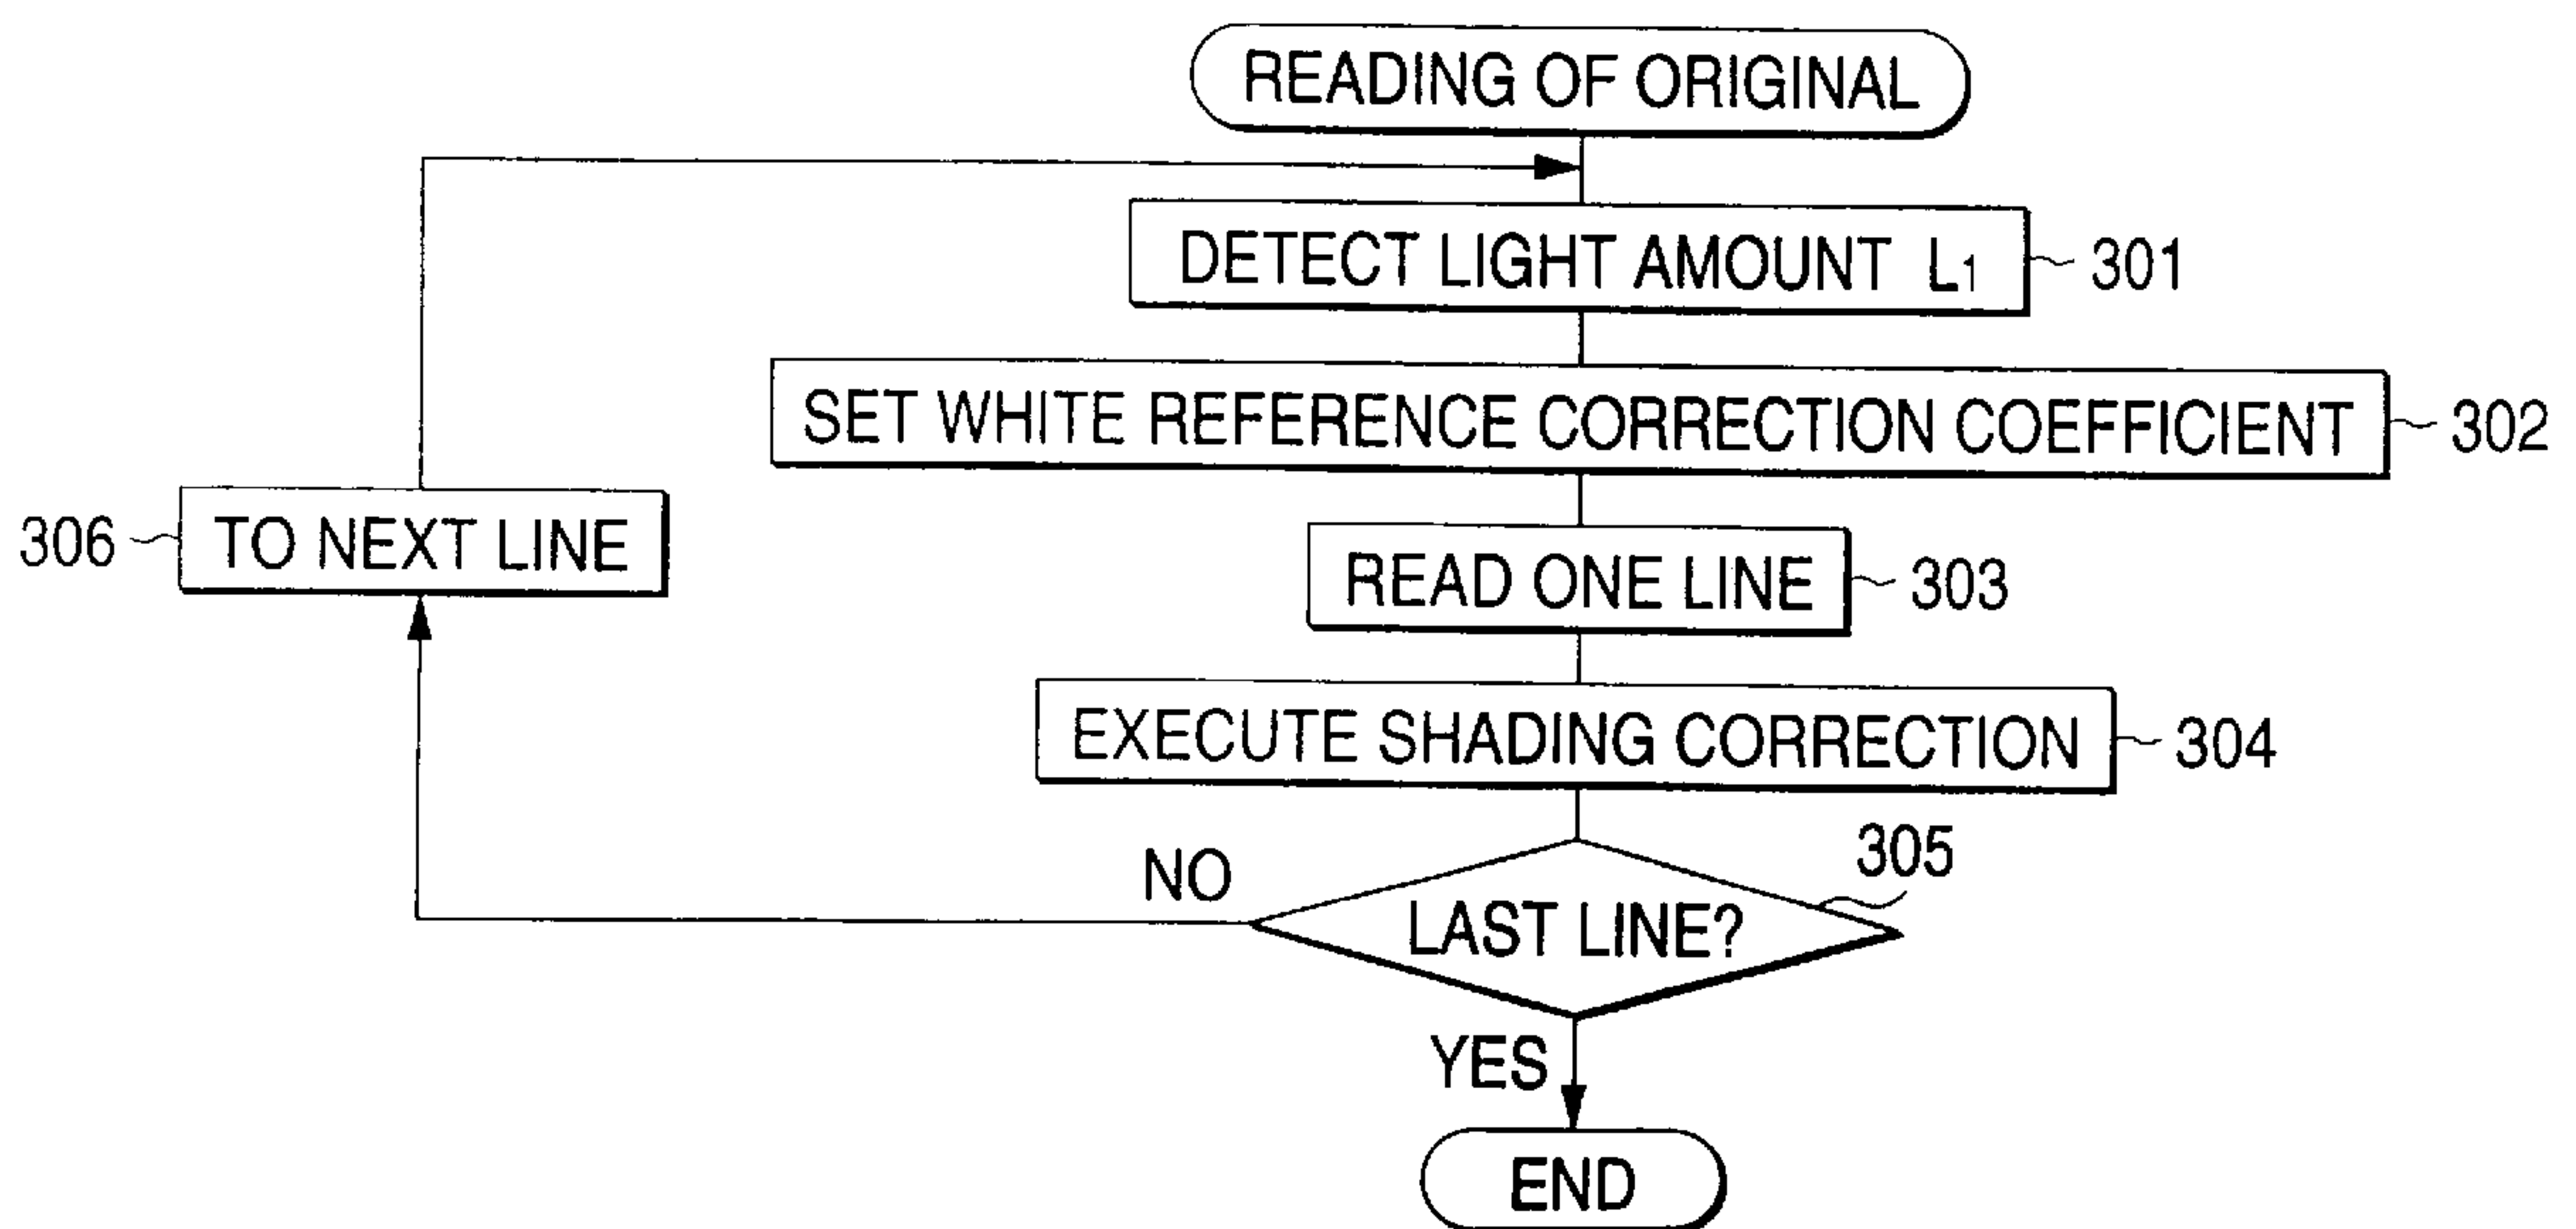 READING OF ORIGINAL
DETECT LIGHT AMOUNT L1
301
SET WHITE REFERENCE CORRECTION COEFFICIENT
302
306
TO NEXT LINE
READ ONE LINE
303
EXECUTE SHADING CORRECTION
304
305
NO
LAST LINE?
YES
END